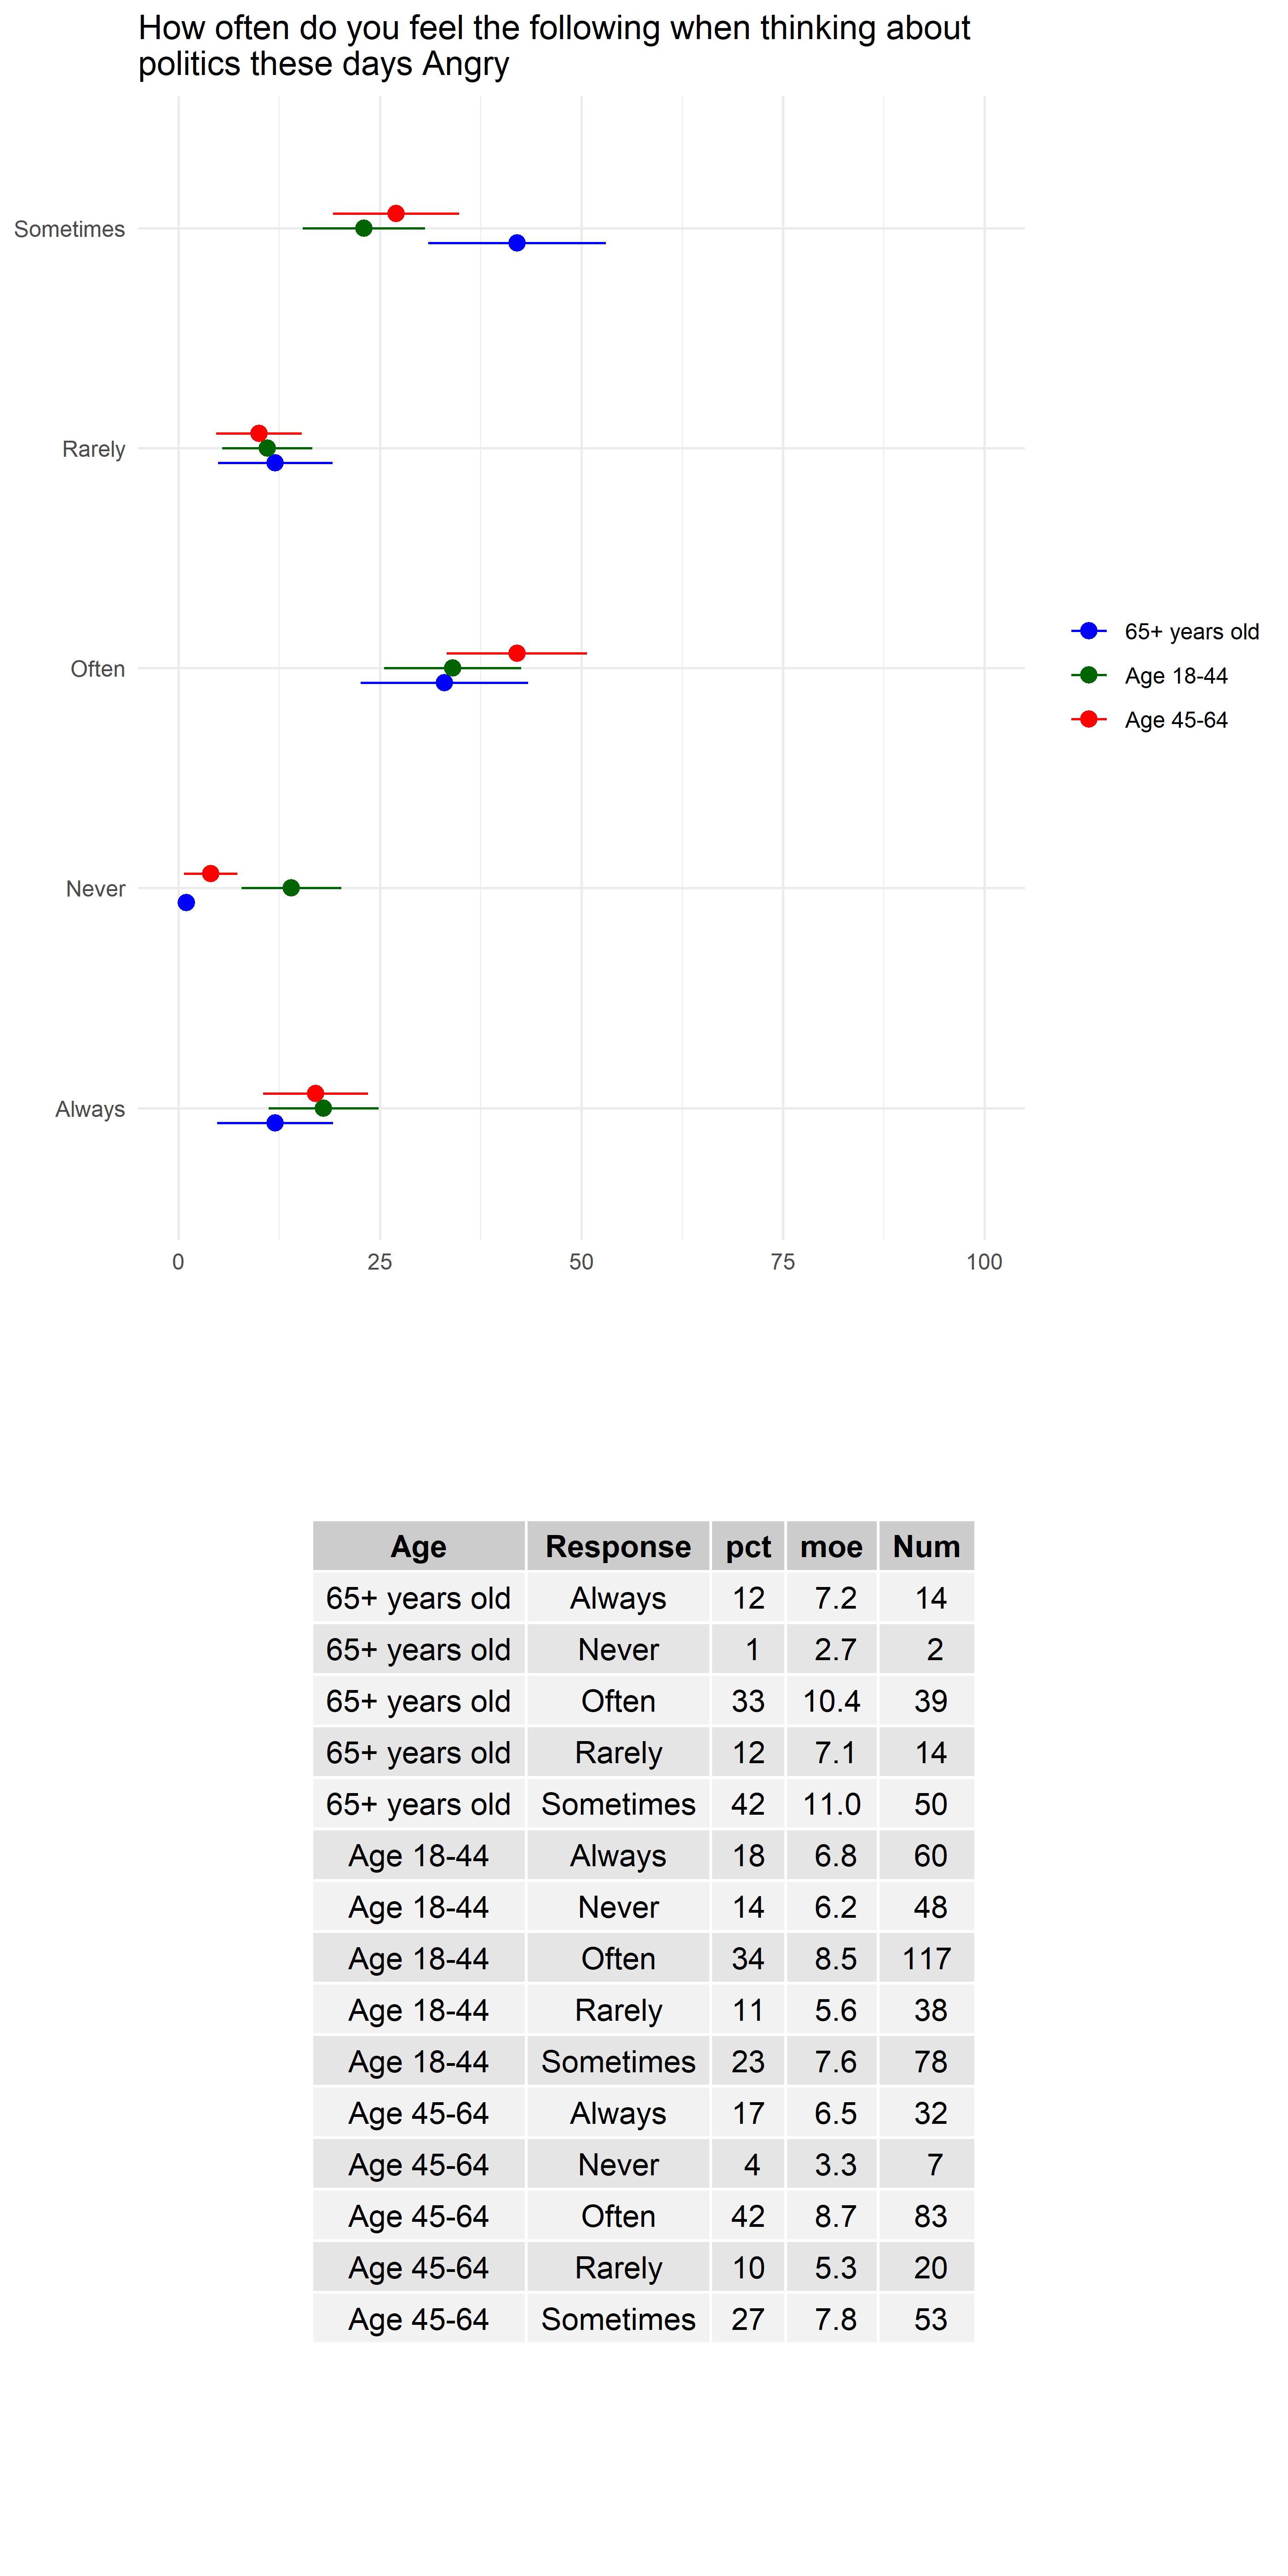 How often do you feel the following when thinking about
politics these days Angry
Sometimes
Rarely
Often
Never
Always
0 25 50 75 100
65+ years old
Age 18-44
Age 45-64
Age Response pct moe Num
65+ years old Always 12 7.2 14
65+ years old Never 1 2.7 2
65+ years old Often 33 10.4 39
65+ years old Rarely 12 7.1 14
65+ years old Sometimes 42 11.0 50
Age 18-44 Always 18 6.8 60
Age 18-44 Never 14 6.2 48
Age 18-44 Often 34 8.5 117
Age 18-44 Rarely 11 5.6 38
Age 18-44 Sometimes 23 7.6 78
Age 45-64 Always 17 6.5 32
Age 45-64 Never 4 3.3 7
Age 45-64 Often 42 8.7 83
Age 45-64 Rarely 10 5.3 20
Age 45-64 Sometimes 27 7.8 53